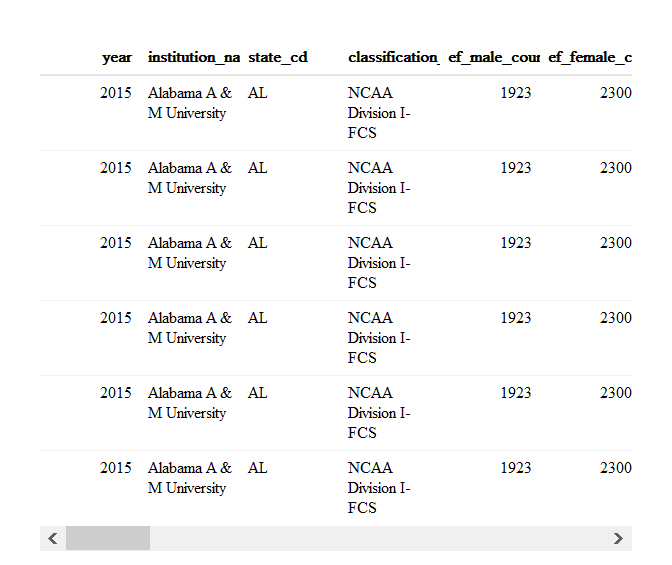 year institution_na state_cd classification_ ef_male_cour ef_female_c
2015 Alabama A & AL NCAA 1923 2300
M University Division I-
FCS
2015 Alabama A & AL NCAA 1923 2300
M University Division I-
FCS
2015 Alabama A & AL NCAA 1923 2300
M University Division I-
FCS
2015 Alabama A & AL NCAA 1923 2300
M University Division I-
FCS
2015 Alabama A & AL NCAA 1923 2300
M University Division I-
FCS
2015 Alabama A & AL NCAA 1923 2300
M University Division I-
FCS